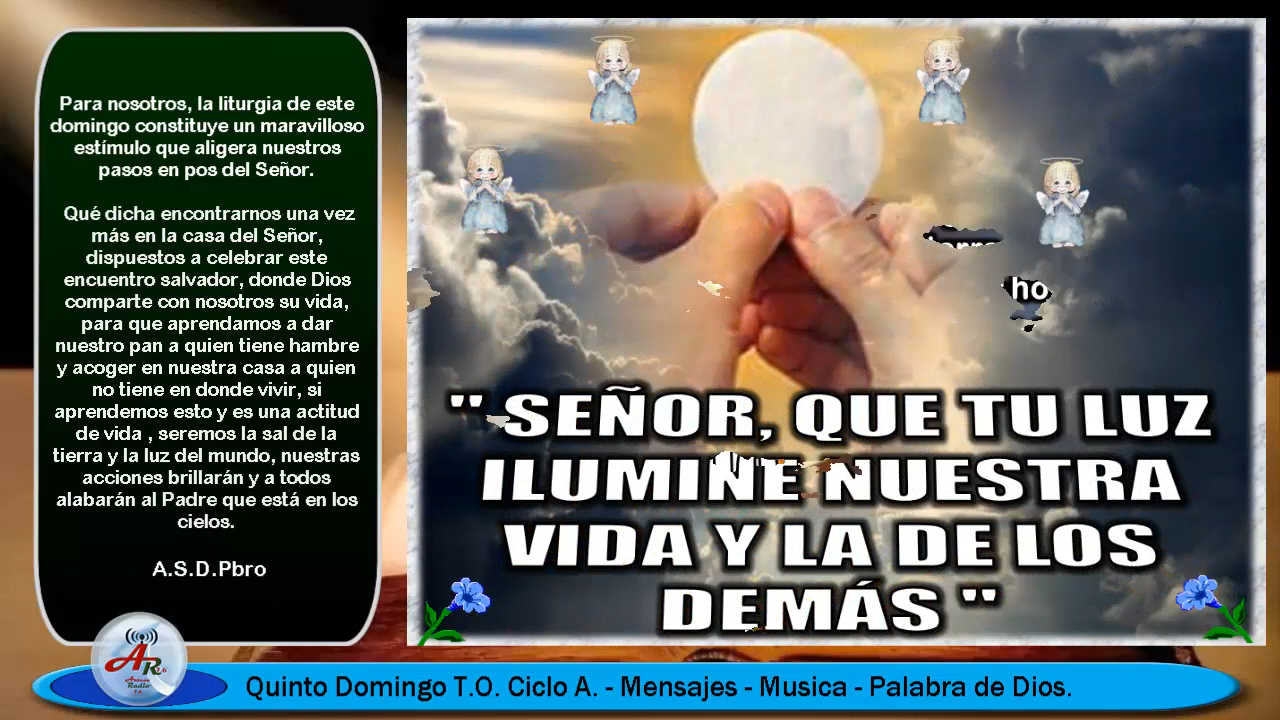 Para nosotros, la liturgia de este
domingo constituye un maravilloso
estímulo que aligera nuestros
pasos en pos del Señor.
Qué dicha encontrarnos una vez
más en la casa del Señor,
dispuestos a celebrar este
encuentro salvador, donde Dios
comparte con nosotros su vida,
para que aprendamos a dar
nuestro pan a quien tiene hambre
y acoger en nuestra casa a quien
no tiene en donde vivir, si
aprendemos esto y es una actitud
de vida , seremos la sal de la
tierra y la luz del mundo, nuestras
acciones brillarán y a todos
alabarán al Padre que está en los
cielos.
A.S.D.Pbro
ho
" SEÑOR, QUE TU LUZ
ILUMINE NUESTRA
VIDA Y LA DE LOS
DEMÁS "
AR
Radio
Quinto Domingo T.O. Ciclo A. - Mensajes - Musica - Palabra de Dios.